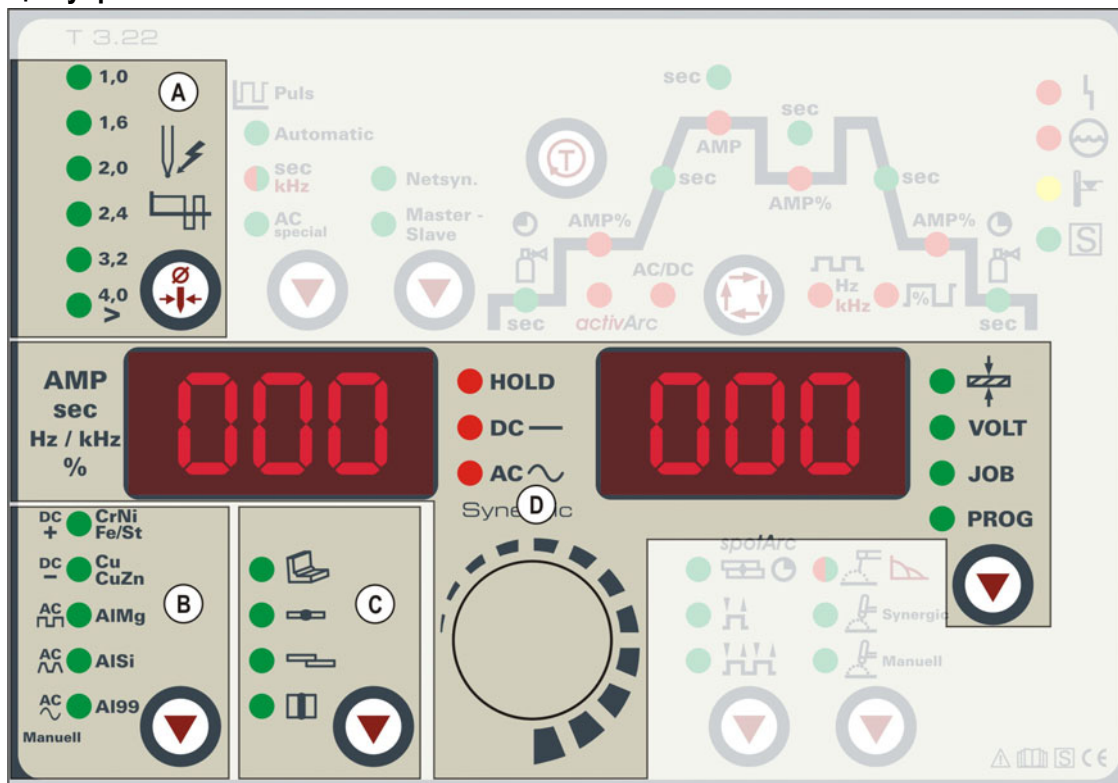 T 3.22
1,0
1,6
2,0
2,4
3,2
4,0
>
A
Puls
Automatic
sec
kHz
AC
special
Netsyn.
Master -
Slave
T
sec
AMP
sec
sec
AMP%
sec
AMP%
AMP%
sec
AC/DC
activArc
Hz
kHz
%
sec
S
AMP
sec
Hz / kHz
%
000
HOLD
DC
AC
000
VOLT
JOB
PROG
Synergic
D
DC
+
CrNi
Fe/St
DC
–
Cu
CuZn
AC
AlMg
AC
AlSi
AC
Al99
Manuell
B
C
spotArc
Synergic
Manuell
S CE